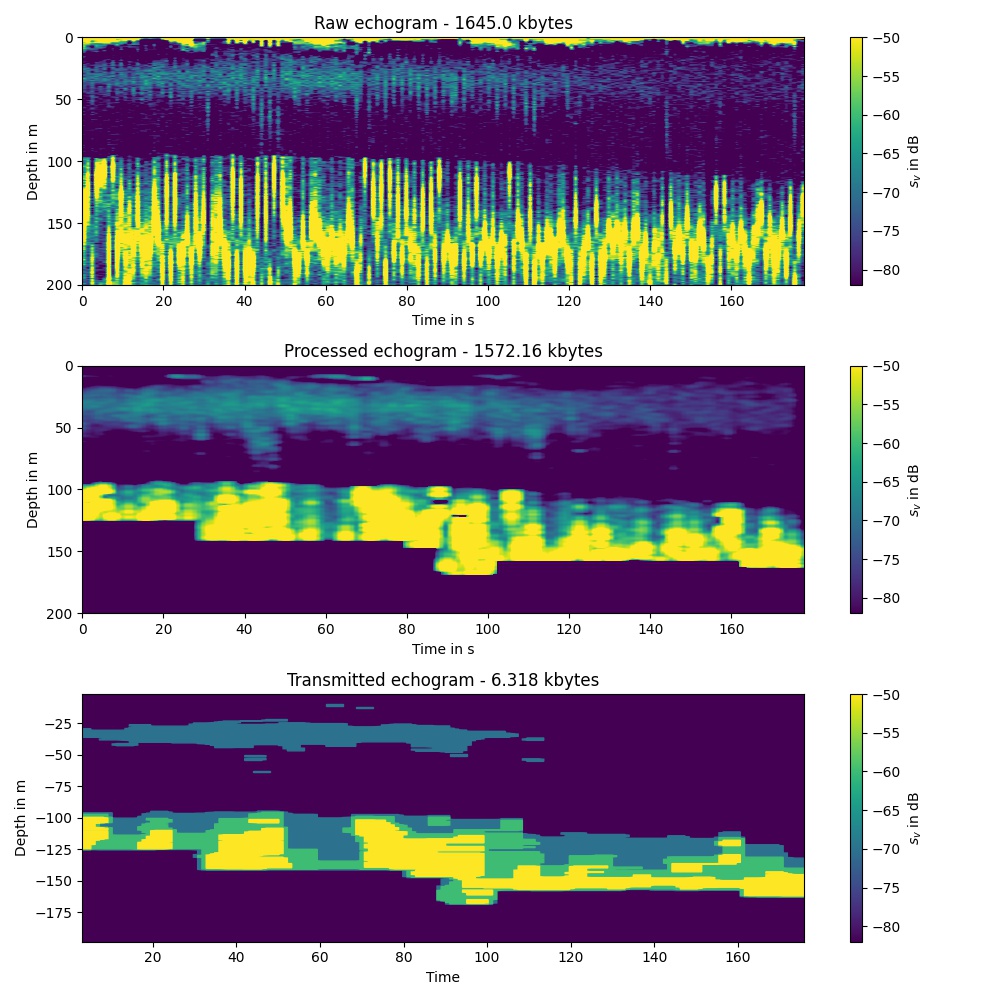 Raw echogram - 1645.0 kbytes
0
50
100
150
200
Depth in m
0 20 40 60 80 100 120 140 160
Time in s
−50
−55
−60
−65
−70
−75
−80
sv in dB
Processed echogram - 1572.16 kbytes
0
50
100
150
200
Depth in m
0 20 40 60 80 100 120 140 160
Time in s
−50
−55
−60
−65
−70
−75
−80
sv in dB
Transmitted echogram - 6.318 kbytes
−25
−50
−75
−100
−125
−150
−175
Depth in m
20 40 60 80 100 120 140 160
Time
−50
−55
−60
−65
−70
−75
−80
sv in dB